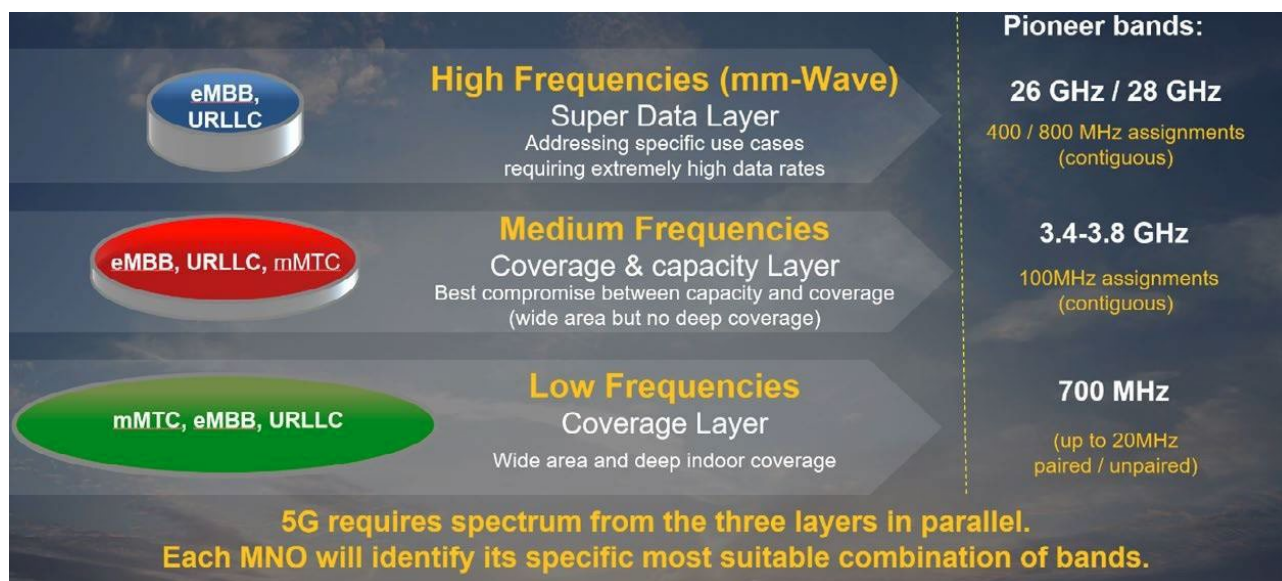 Pioneer bands:
eMBB,
URLLC
High Frequencies (mm-Wave)
Super Data Layer
Addressing specific use cases
requiring extremely high data rates
26 GHz / 28 GHz
400 / 800 MHz assignments
(contiguous)
eMBB, URLLC, mMTC
Medium Frequencies
Coverage & capacity Layer
Best compromise between capacity and coverage
(wide area but no deep coverage)
3.4-3.8 GHz
100MHz assignments
(contiguous)
mMTC, eMBB, URLLC
Low Frequencies
Coverage Layer
Wide area and deep indoor coverage
700 MHz
(up to 20MHz
paired / unpaired)
5G requires spectrum from the three layers in parallel.
Each MNO will identify its specific most suitable combination of bands.